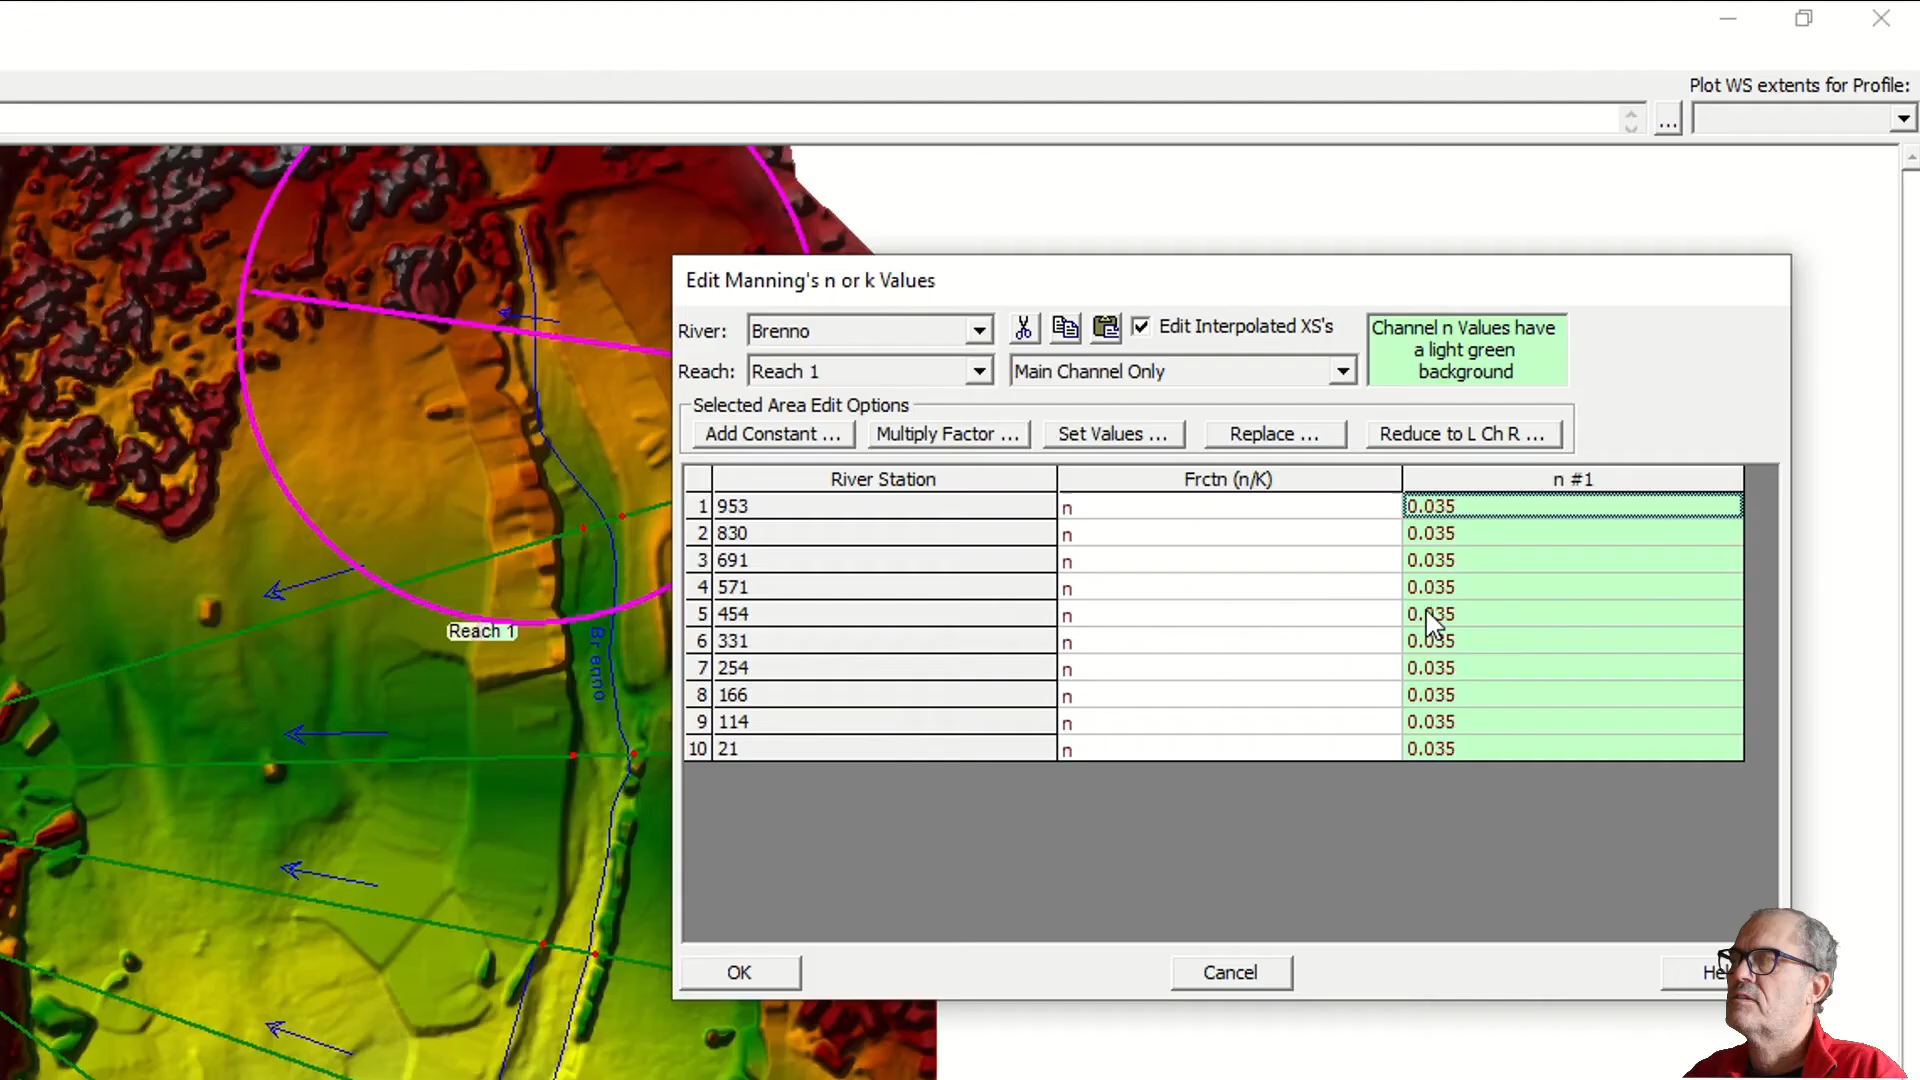 Plot WS extents for Profile:
...
Edit Manning's n or k Values
River: Brenno
Edit Interpolated XS's
Channel n Values have
a light green
background
Reach: Reach 1
Main Channel Only
Selected Area Edit Options
Add Constant ... Multiply Factor ... Set Values ... Replace ... Reduce to L Ch R ...
River Station Frctn (n/K) n #1
1 953 n 0.035
2 830 n 0.035
3 691 n 0.035
4 571 n 0.035
5 454 n 0.035
6 331 n 0.035
7 254 n 0.035
8 166 n 0.035
9 114 n 0.035
10 21 n 0.035
Reach 1
Brenno
OK Cancel